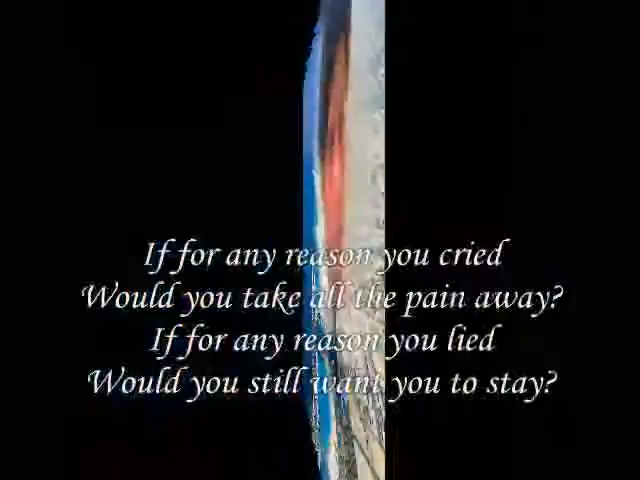 If for any reason you cried
Would you take all the pain away?
If for any reason you lied
Would you still want you to stay?